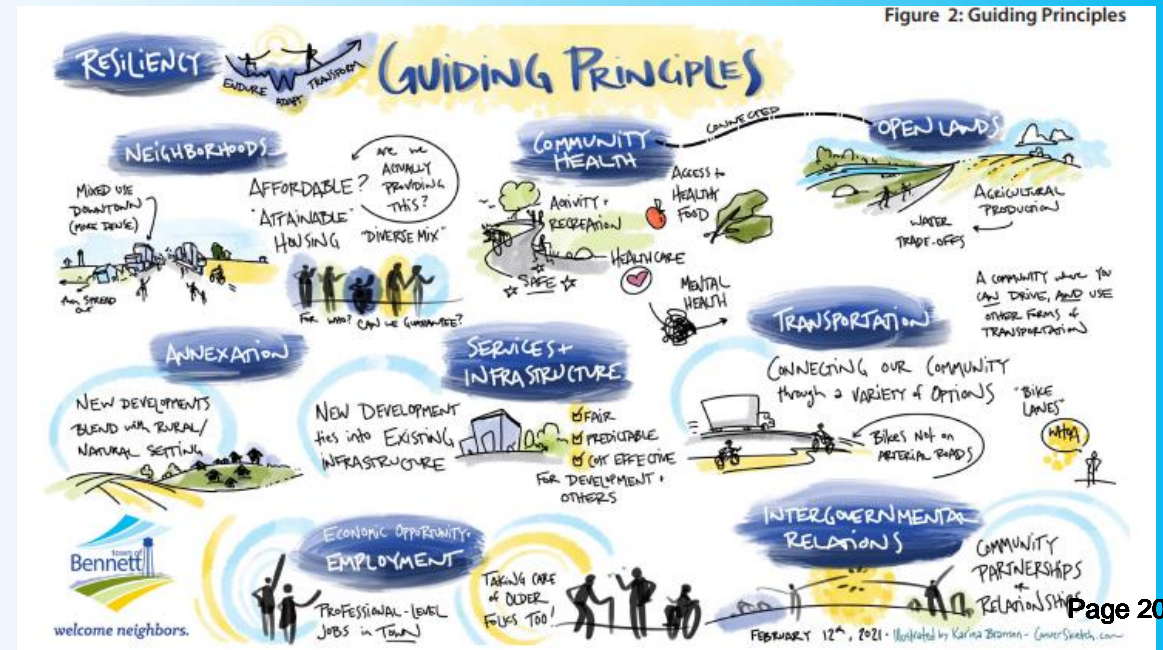 Figure 2: Guiding Principles
RESILIENCY
ENDURE
ADAPT
TRANSFORM
GUIDING PRINCIPLES
NEIGHBORHOODS
MIXED USE
DOWNTOWN
(MORE DENSE)
then SPREAD
out
AFFORDABLE?
"ATTAINABLE"
HOUSING
ARE WE
ACTUALLY
PROVIDING
THIS?
"DIVERSE MIX"
FOR WHO? CAN WE GUARANTEE?
COMMUNITY
HEALTH
CONNECTED
ACTIVITY +
RECREATION
SAFE
ACCESS to
HEALTHY
FOOD
HEALTHCARE
MENTAL
HEALTH
OPEN LANDS
AGRICULTURAL
PRODUCTION
WATER
TRADE-OFFS
ANNEXATION
NEW DEVELOPMENTS
BLEND with RURAL/
NATURAL SETTING
SERVICES +
INFRASTRUCTURE
NEW DEVELOPMENT
ties into EXISTING
INFRASTRUCTURE
FAIR
PREDICTABLE
COST EFFECTIVE
FOR DEVELOPMENT +
OTHERS
TRANSPORTATION
A COMMUNITY where YOU
CAN DRIVE, AND USE
OTHER FORMS of
TRANSPORTATION
CONNECTING OUR COMMUNITY
through a VARIETY of OPTIONS
Bikes Not on
ARTERIAL ROADS
"BIKE
LANES"
town of
Bennett
welcome neighbors.
ECONOMIC OPPORTUNITY +
EMPLOYMENT
PROFESSIONAL-LEVEL
JOBS in TOWN
TAKING CARE
of OLDER
FOLKS TOO!
INTERGOVERNMENTAL
RELATIONS
COMMUNITY
PARTNERSHIPS
+
RELATIONSHIPS
FEBRUARY 12th, 2021 · Illustrated by Karina Branson - ConverSketch.com
Page 20